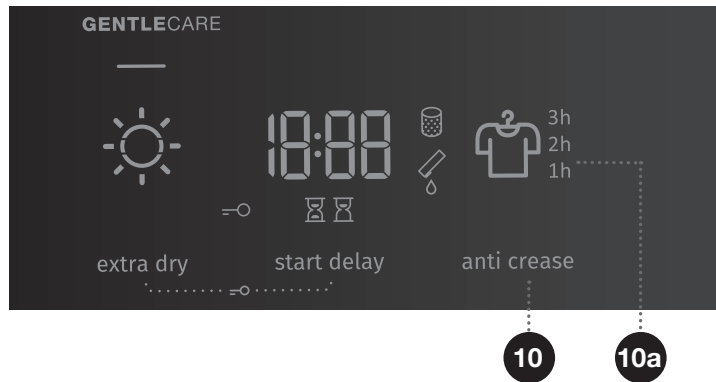 GENTLECARE
18:88
3h
2h
1h
extra dry
start delay
anti crease
10
10a